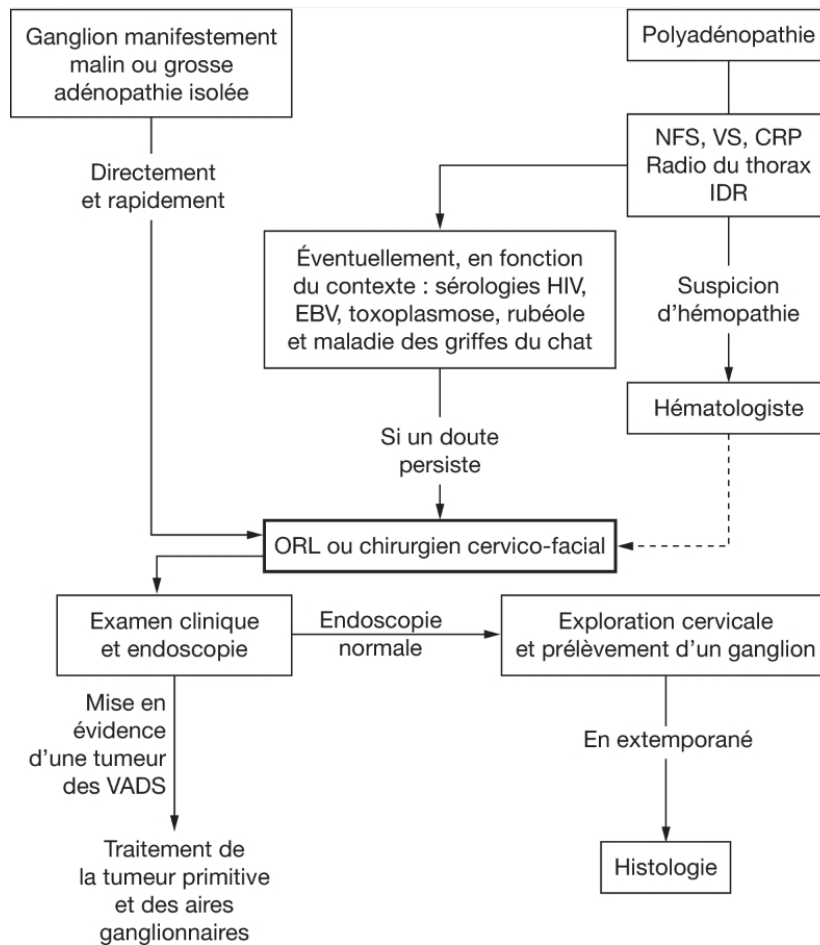 Ganglion manifestement
malin ou grosse
adénopathie isolée
Polyadénopathie
Directement
et rapidement
NFS, VS, CRP
Radio du thorax
IDR
Éventuellement, en fonction
du contexte : sérologies HIV,
EBV, toxoplasmose, rubéole
et maladie des griffes du chat
Suspicion
d'hémopathie
Hématologiste
Si un doute
persiste
ORL ou chirurgien cervico-facial
Examen clinique
et endoscopie
Endoscopie
normale
Exploration cervicale
et prélèvement d'un ganglion
Mise en
évidence
d'une tumeur
des VADS
En extemporané
Traitement de
la tumeur primitive
et des aires
ganglionnaires
Histologie